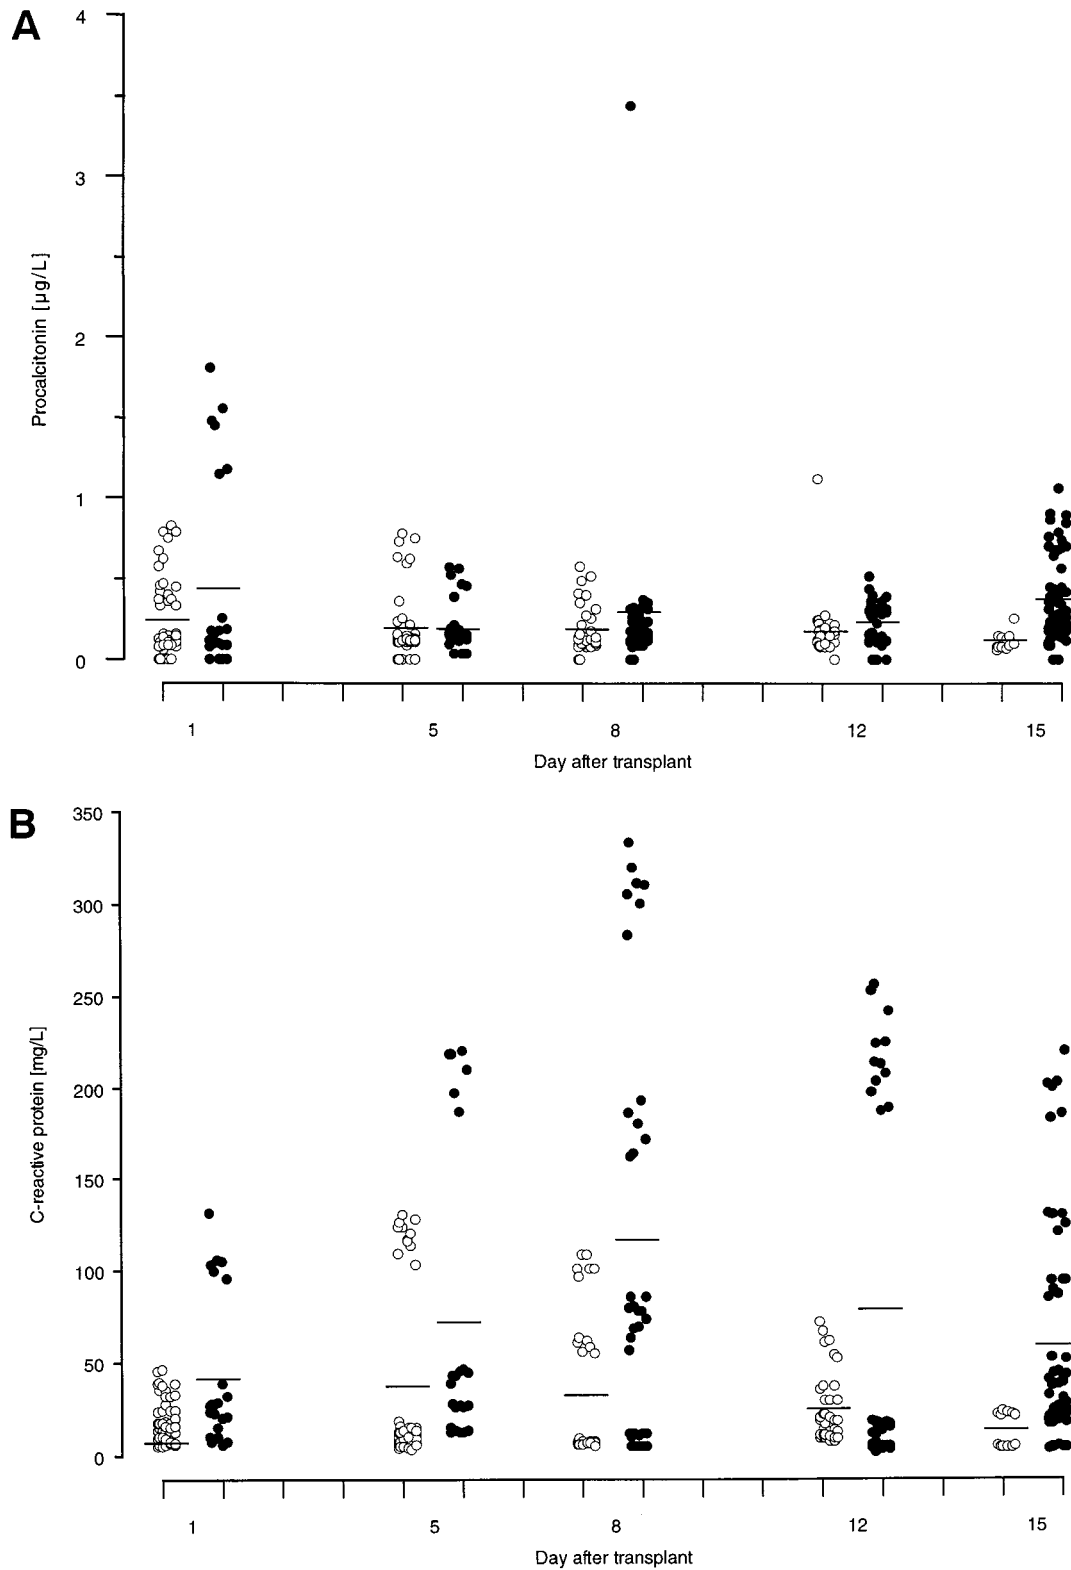 A
4
3
2
1
0
Procalcitonin [µg/L]
1 5 8 12 15
Day after transplant
B
350
300
250
200
150
100
50
0
C-reactive protein [mg/L]
1 5 8 12 15
Day after transplant